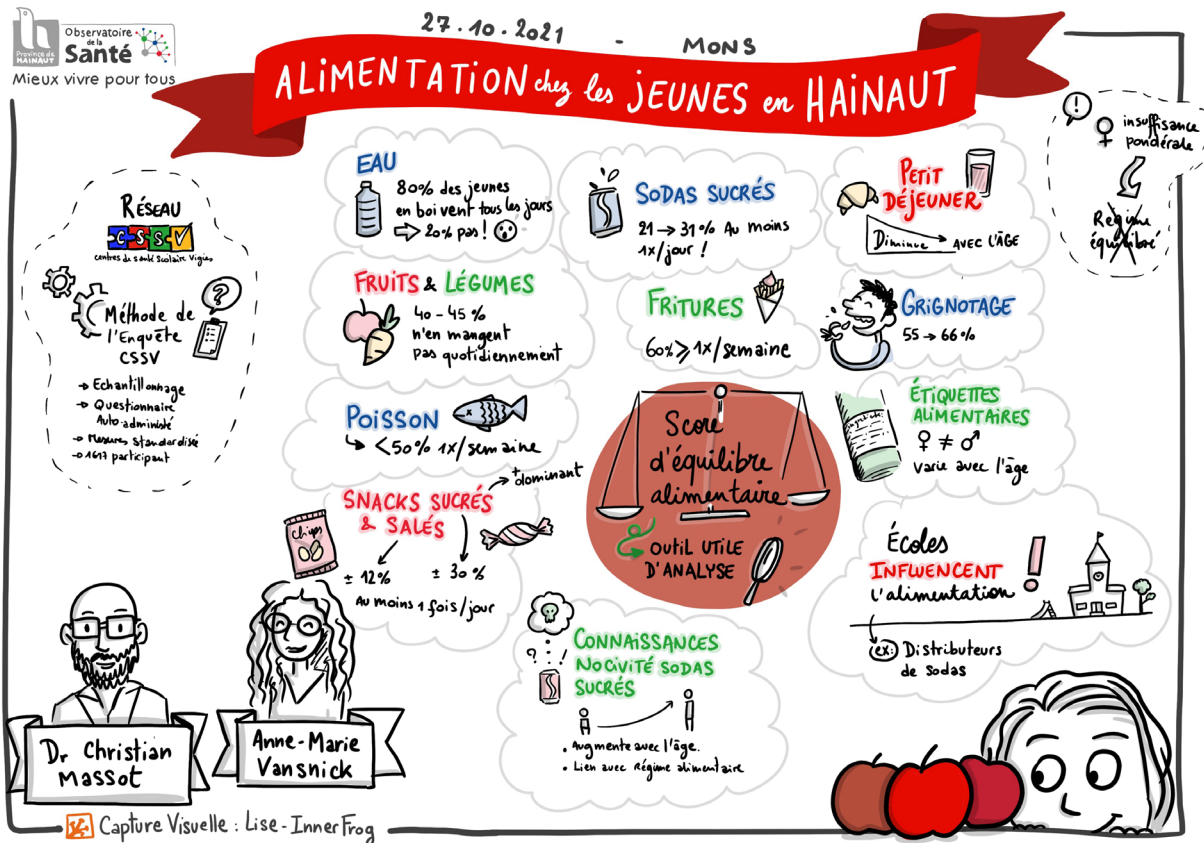 Province de
HAINAUT
Observatoire
de la
Santé
Mieux vivre pour tous
27.10.2021 - MONS
ALIMENTATION chez les JEUNES en HAINAUT
RÉSEAU
CSSV
centres de santé Scolaire Vigies
Méthode de
l'Enquête
CSSV
→ Echantillonnage
→ Questionnaire
Auto-administré
→ Mesures standardisé
→ 1617 participant
EAU
80% des jeunes
en boivent tous les jours
⇨ 20% pas !
FRUITS & LÉGUMES
40 - 45 %
n'en mangent
pas quotidiennement
POISSON
↳ <50% 1x/semaine
SNACKS SUCRÉS
& SALÉS
+ dominant
chips
± 12%
± 30 %
Au moins 1 fois/jour
SODAS SUCRÉS
21 → 31% Au moins
1x/jour !
FRITURES
60% ⩾ 1x/semaine
Score
d'équilibre
alimentaire
OUTIL UTILE
D'ANALYSE
CONNAISSANCES
NOCIVITÉ SODAS
SUCRÉS
? !
• Augmente avec l'âge.
• Lien avec Régime alimentaire
PETIT
DÉJEUNER
Diminue
AVEC L'ÂGE
GRIGNOTAGE
55 → 66%
ÉTIQUETTES
ALIMENTAIRES
♀ ≠ ♂
varie avec l'âge
Écoles
INFLUENCENT
l'alimentation !
ex: Distributeurs
de sodas
!
♀ insuffisance
pondérale
Régime
équilibré
Dr Christian
Massot
Anne-Marie
Vansnick
Capture Visuelle : Lise - InnerFrog